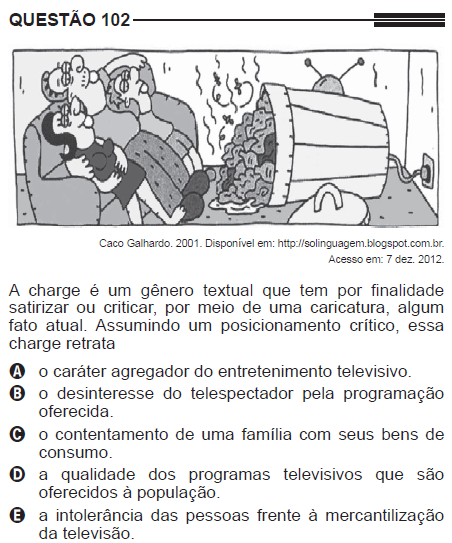 QUESTÃO 102
Caco Galhardo. 2001. Disponível em: http://solinguagem.blogspot.com.br.
Acesso em: 7 dez. 2012.
A charge é um gênero textual que tem por finalidade
satirizar ou criticar, por meio de uma caricatura, algum
fato atual. Assumindo um posicionamento crítico, essa
charge retrata
A o caráter agregador do entretenimento televisivo.
B o desinteresse do telespectador pela programação
oferecida.
C o contentamento de uma família com seus bens de
consumo.
D a qualidade dos programas televisivos que são
oferecidos à população.
E a intolerância das pessoas frente à mercantilização
da televisão.